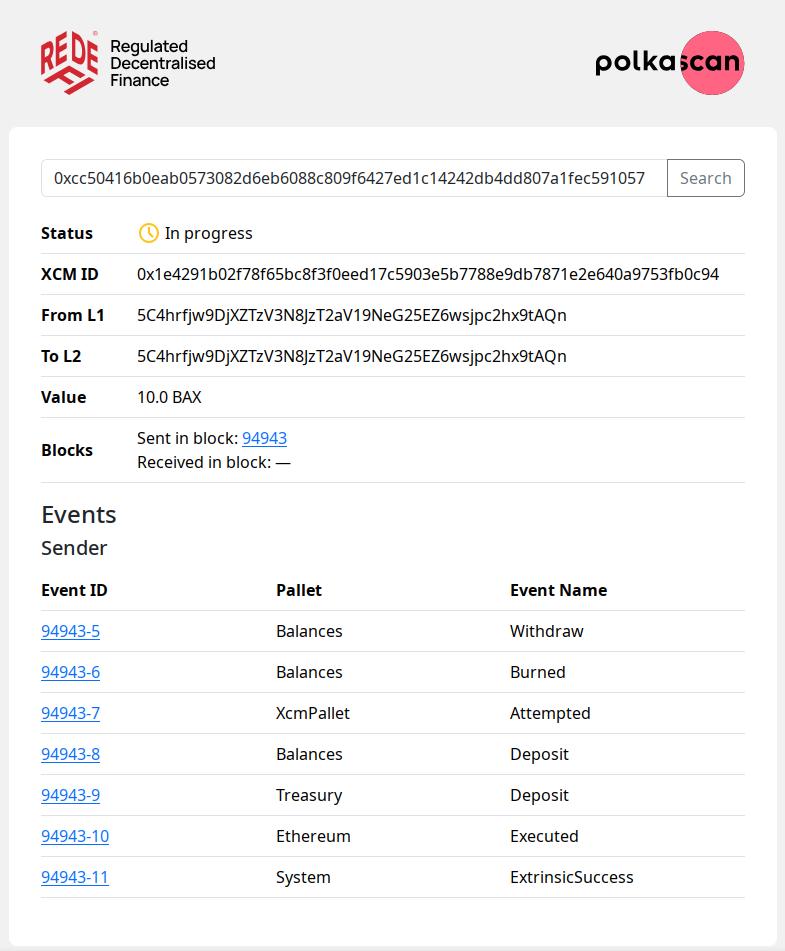 REDEFI®
Regulated
Decentralised
Finance
polkascan
0xcc50416b0eab0573082d6eb6088c809f6427ed1c14242db4dd807a1fec591057 Search
Status In progress
XCM ID 0x1e4291b02f78f65bc8f3f0eed17c5903e5b7788e9db7871e2e640a9753fb0c94
From L1 5C4hrfjw9DjXZTzV3N8JzT2aV19NeG25EZ6wsjpc2hx9tAQn
To L2 5C4hrfjw9DjXZTzV3N8JzT2aV19NeG25EZ6wsjpc2hx9tAQn
Value 10.0 BAX
Blocks Sent in block: 94943
Received in block: —
Events
Sender
Event ID Pallet Event Name
94943-5 Balances Withdraw
94943-6 Balances Burned
94943-7 XcmPallet Attempted
94943-8 Balances Deposit
94943-9 Treasury Deposit
94943-10 Ethereum Executed
94943-11 System ExtrinsicSuccess